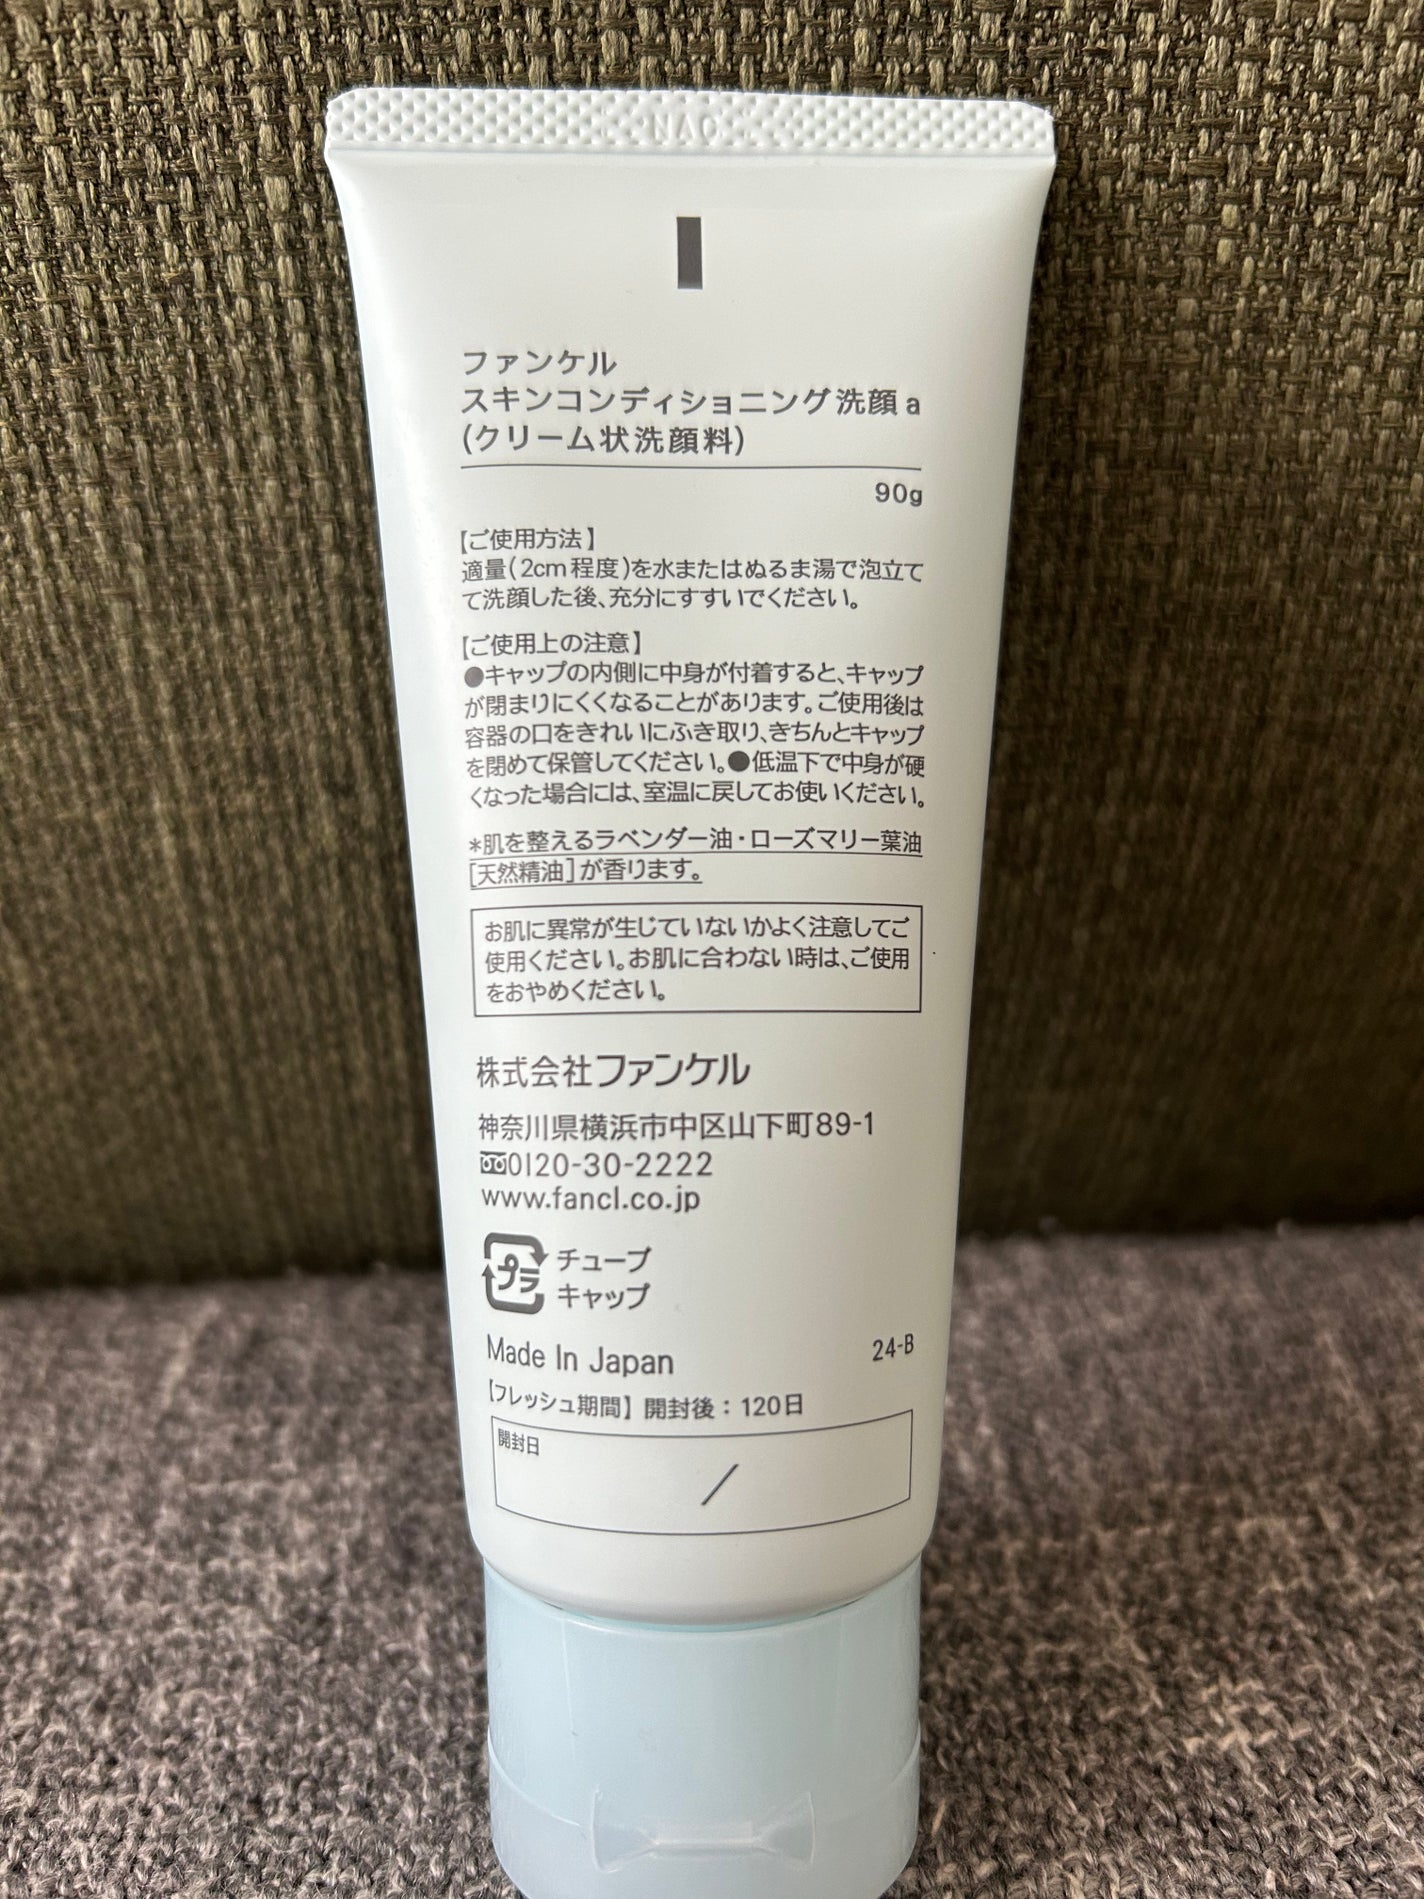 ファンケル
スキンコンディショニング洗顔 a
(クリーム状洗顔料)
90g
【ご使用方法】
適量(2cm程度)を水またはぬるま湯で泡立て
て洗顔した後、充分にすすいでください。
【ご使用上の注意】
●キャップの内側に中身が付着すると、キャップ
が閉まりにくくなることがあります。ご使用後は
容器の口をきれいにふき取り、きちんとキャップ
を閉めて保管してください。●低温下で中身が硬
くなった場合には、室温に戻してお使いください。
*肌を整えるラベンダー油・ローズマリー葉油
[天然精油]が香ります。
お肌に異常が生じていないかよく注意してご
使用ください。お肌に合わない時は、ご使用
をおやめください。
株式会社ファンケル
神奈川県横浜市中区山下町89-1
0120-30-2222
www.fancl.co.jp
プラ
チューブ
キャップ
Made In Japan
24-B
【フレッシュ期間】開封後：120日
開封日
/